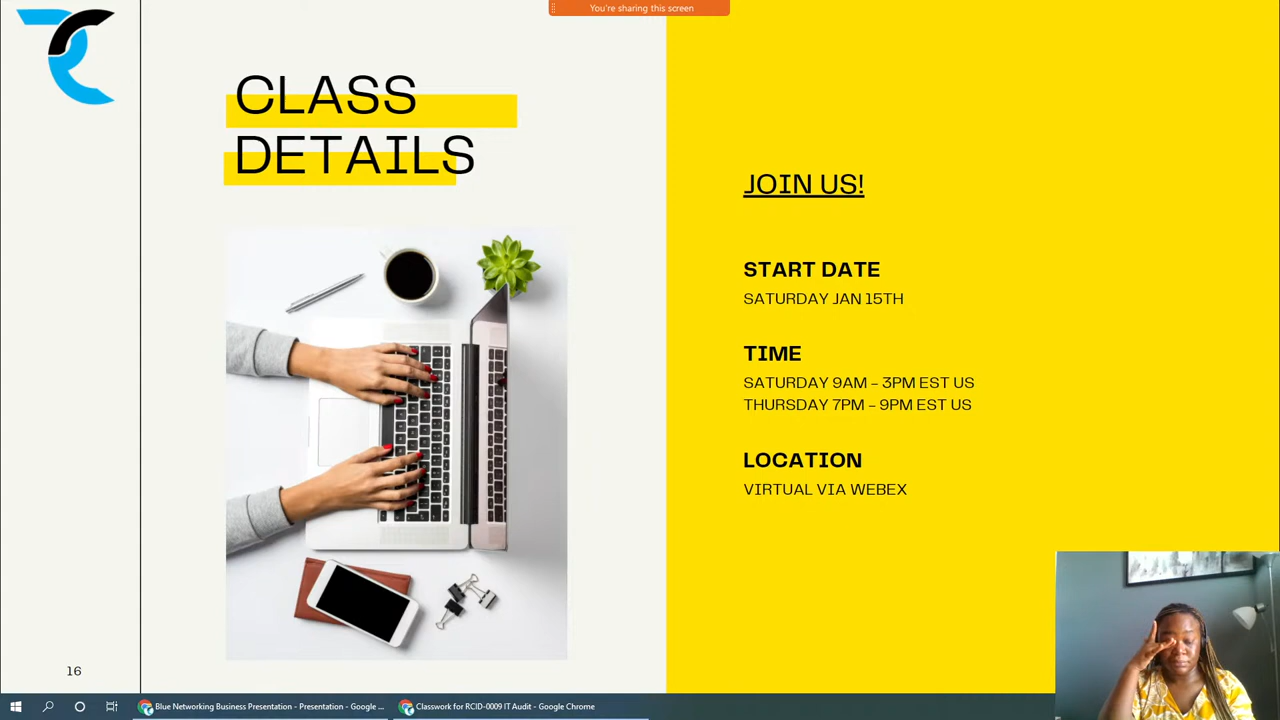 You're sharing this screen
CLASS
DETAILS
JOIN US!
START DATE
SATURDAY JAN 15TH
TIME
SATURDAY 9AM – 3PM EST US
THURSDAY 7PM – 9PM EST US
LOCATION
VIRTUAL VIA WEBEX
16
Blue Networking Business Presentation - Presentation - Google ...
Classwork for RCID-0009 IT Audit - Google Chrome